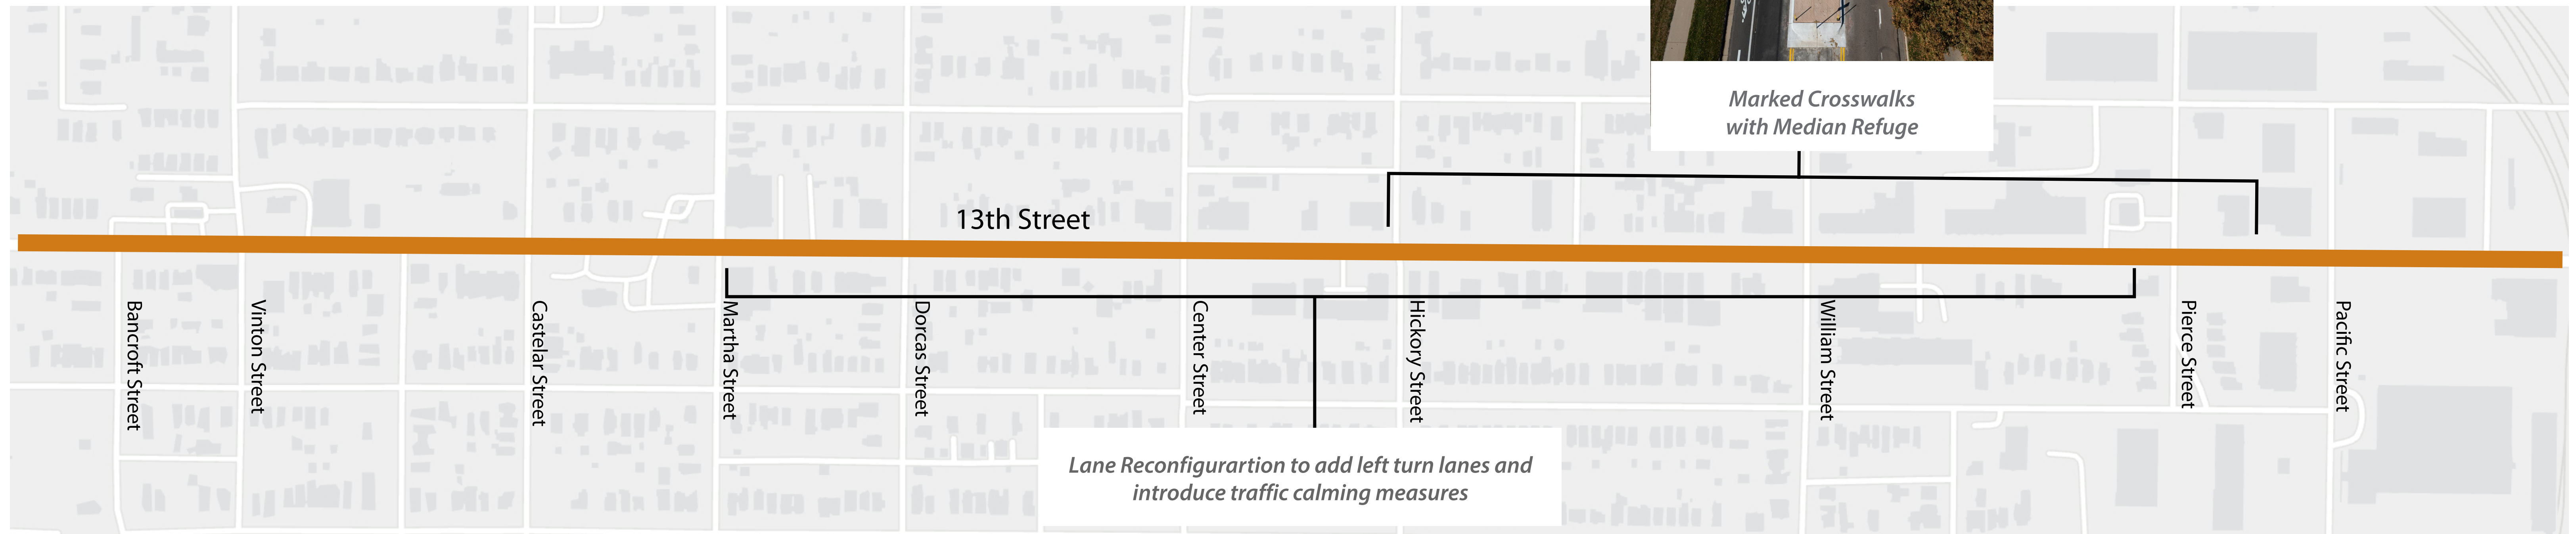 Marked Crosswalks
with Median Refuge
13th Street
Bancroft Street
Vinton Street
Castelar Street
Martha Street
Dorcas Street
Center Street
Hickory Street
William Street
Pierce Street
Pacific Street
Lane Reconfigurartion to add left turn lanes and
introduce traffic calming measures